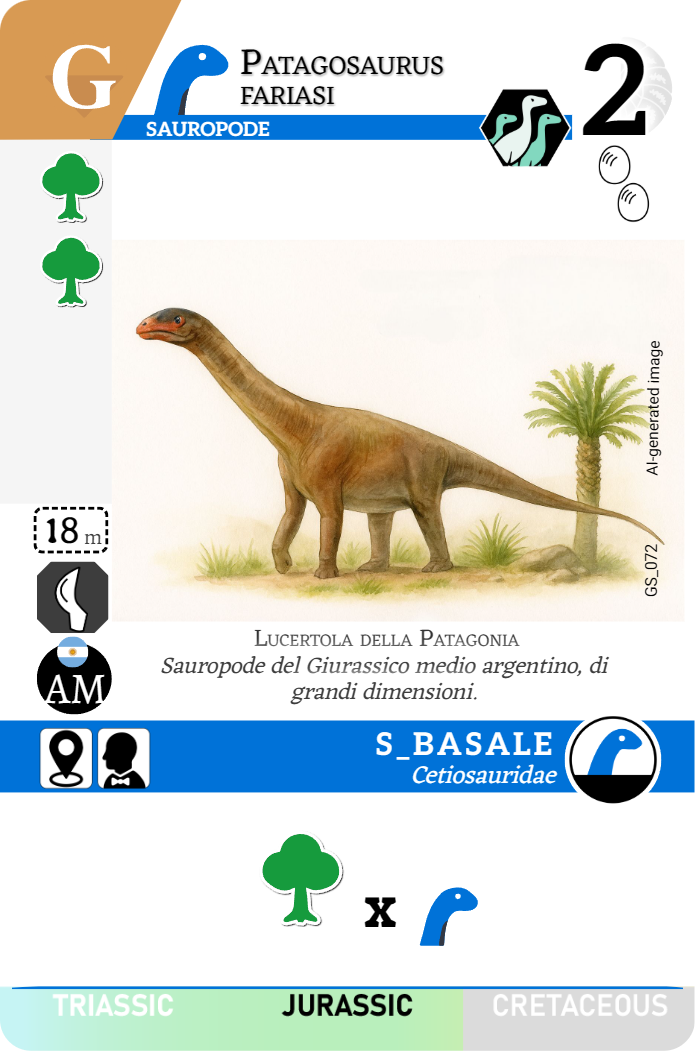 G
PATAGOSAURUS
FARIASI
2
SAUROPODE
AI-generated image
GS_072
18 m
AM
LUCERTOLA DELLA PATAGONIA
Sauropode del Giurassico medio argentino, di
grandi dimensioni.
S_BASALE
Cetiosauridae
x
TRIASSIC
JURASSIC
CRETACEOUS